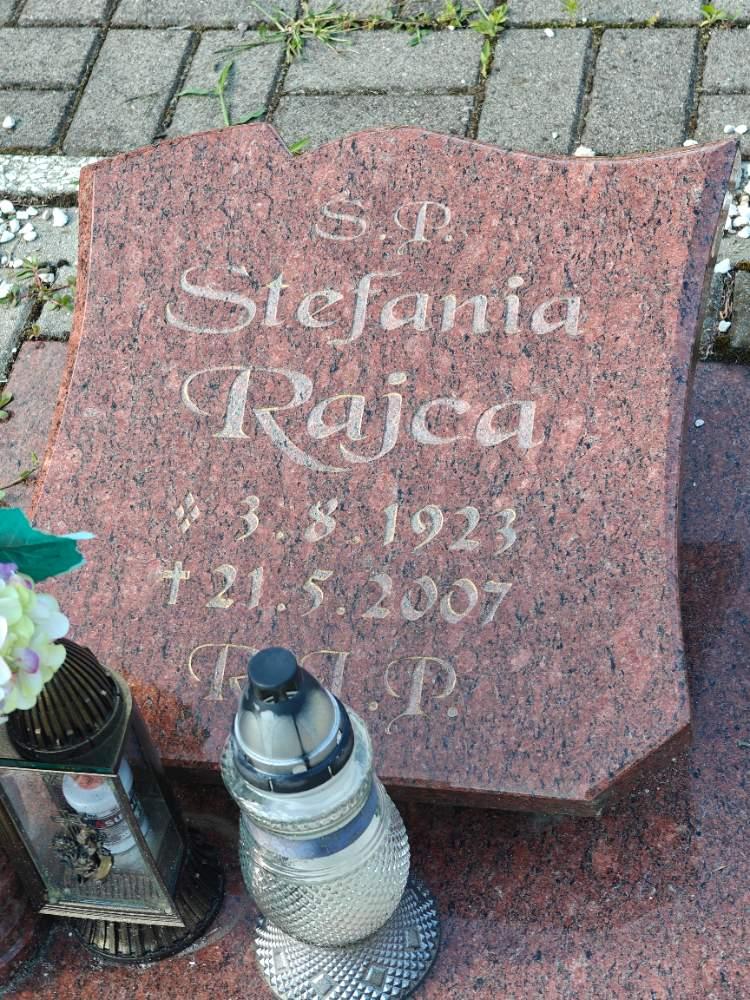 S.P.
Stefania
Rajca
3.8.1923
21.5.2007
R.I.P.